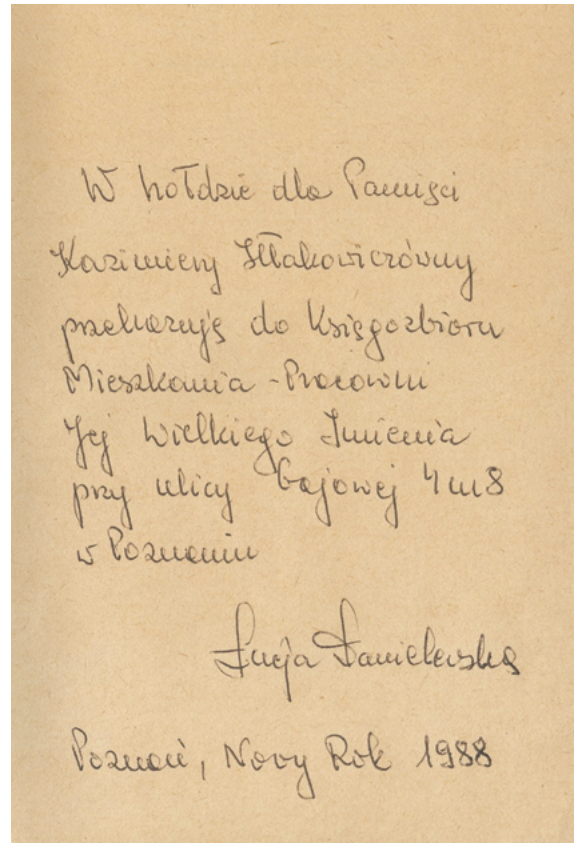 W hołdzie dla Pamięci
Kazimiery Iłłakowiczówny
przekazuję do Księgozbioru
Mieszkania-Pracowni
Jej Wielkiego Imienia
przy ulicy Gajowej 4 m 8
w Poznaniu
Łucja Danielewska
Poznań, Nowy Rok 1988